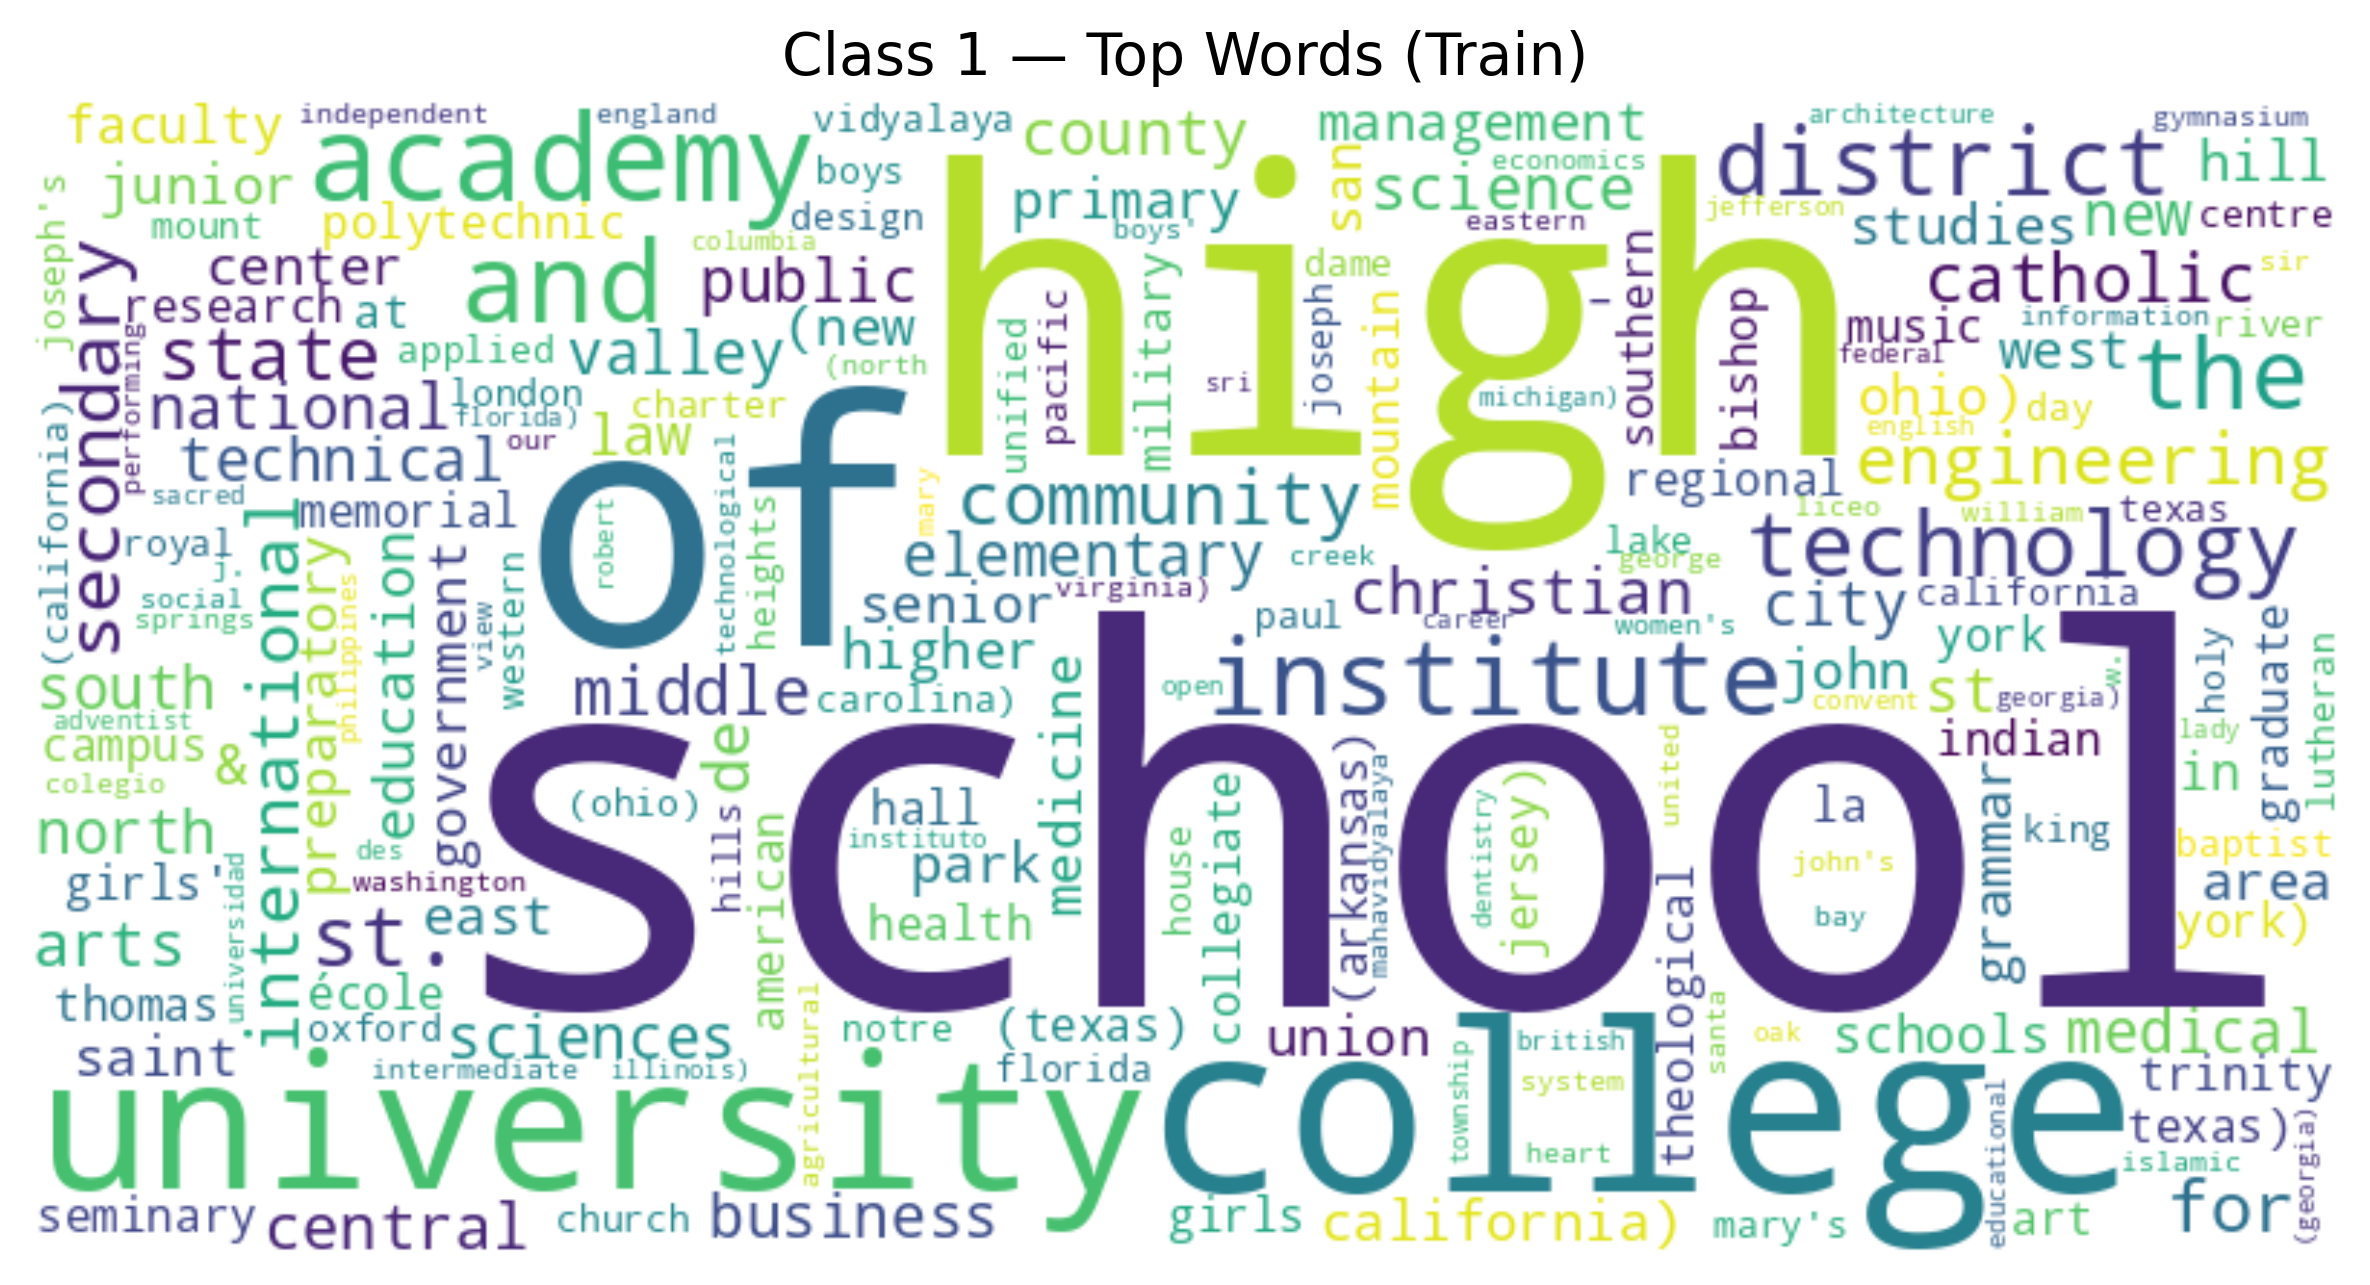 Class 1 — Top Words (Train)
faculty
independent
england
vidyalaya
county
management
architecture
gymnasium
junior
academy
boys
primary
san
science
economics
district
hill
joseph's
mount
polytechnic
design
columbia
boys'
high
eastern
jefferson
studies
new
centre
secondary
center
and
public
military
dame
southern
catholic
sir
research
at
(new
unified
pacific
joseph
mountain
–
bishop
music
information
river
performing
state
applied
valley
(north
sri
michigan)
federal
west
the
national
london
florida)
charter
ohio)
day
(california)
technical
our
law
of
english
engineering
sacred
memorial
technological
mary
community
regional
liceo
william
texas
royal
international
preparatory
education
government
western
robert
heights
elementary
creek
lake
george
technology
j.
social
springs
philippines
view
senior
virginia)
christian
city
california
higher
paul
career
women's
york
holy
graduate
lutheran
south
middle
carolina)
medicine
open
institute
john
convent
st
georgia)
w.
adventist
campus
&
de
school
indian
lady
in
colegio
(ohio)
hills
hall
instituto
collegiate
(arkansas)
mahavidyalaya
dentistry
jersey)
united
la
grammar
king
north
des
american
park
house
john's
baptist
girls'
universidad
washington
area
arts
st.
east
health
theological
bay
york)
thomas
école
oxford
sciences
agricultural
notre
(texas)
union
british
santa
oak
schools
medical
saint
intermediate
illinois)
florida
township
system
trinity
university
college
heart
educational
texas)
islamic
(georgia)
seminary
central
church
business
girls
california)
mary's
art
for